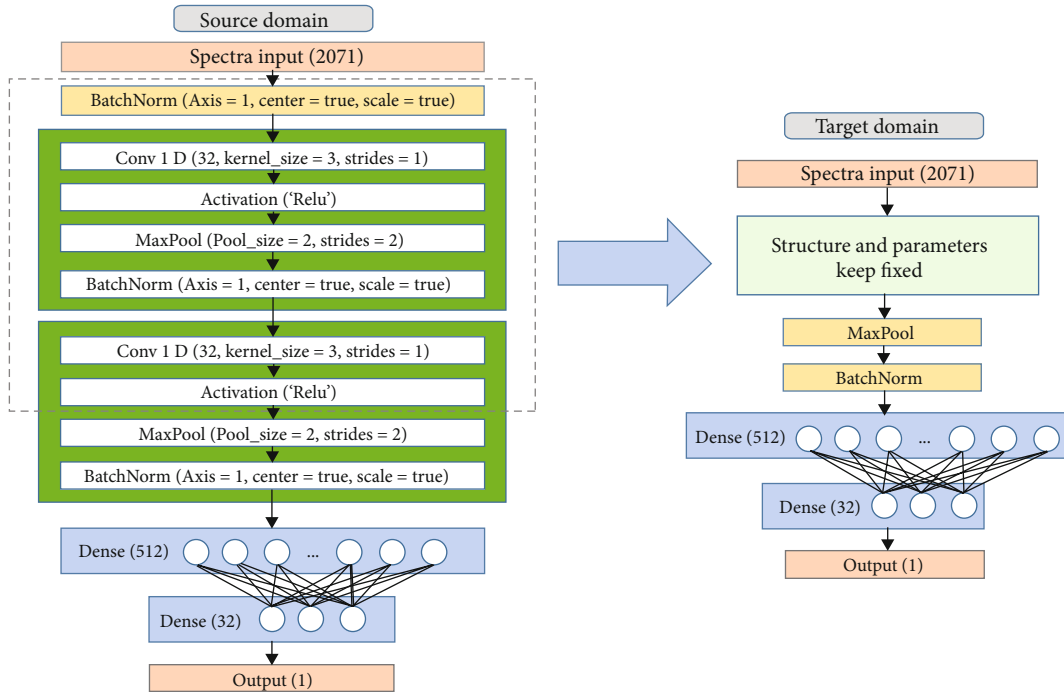 Source domain
Spectra input (2071)
BatchNorm (Axis = 1, center = true, scale = true)
Conv 1 D (32, kernel_size = 3, strides = 1)
Activation (‘Relu’)
MaxPool (Pool_size = 2, strides = 2)
BatchNorm (Axis = 1, center = true, scale = true)
Conv 1 D (32, kernel_size = 3, strides = 1)
Activation (‘Relu’)
MaxPool (Pool_size = 2, strides = 2)
BatchNorm (Axis = 1, center = true, scale = true)
Dense (512)
...
Dense (32)
Output (1)
Target domain
Spectra input (2071)
Structure and parameters
keep fixed
MaxPool
BatchNorm
Dense (512)
...
Dense (32)
Output (1)